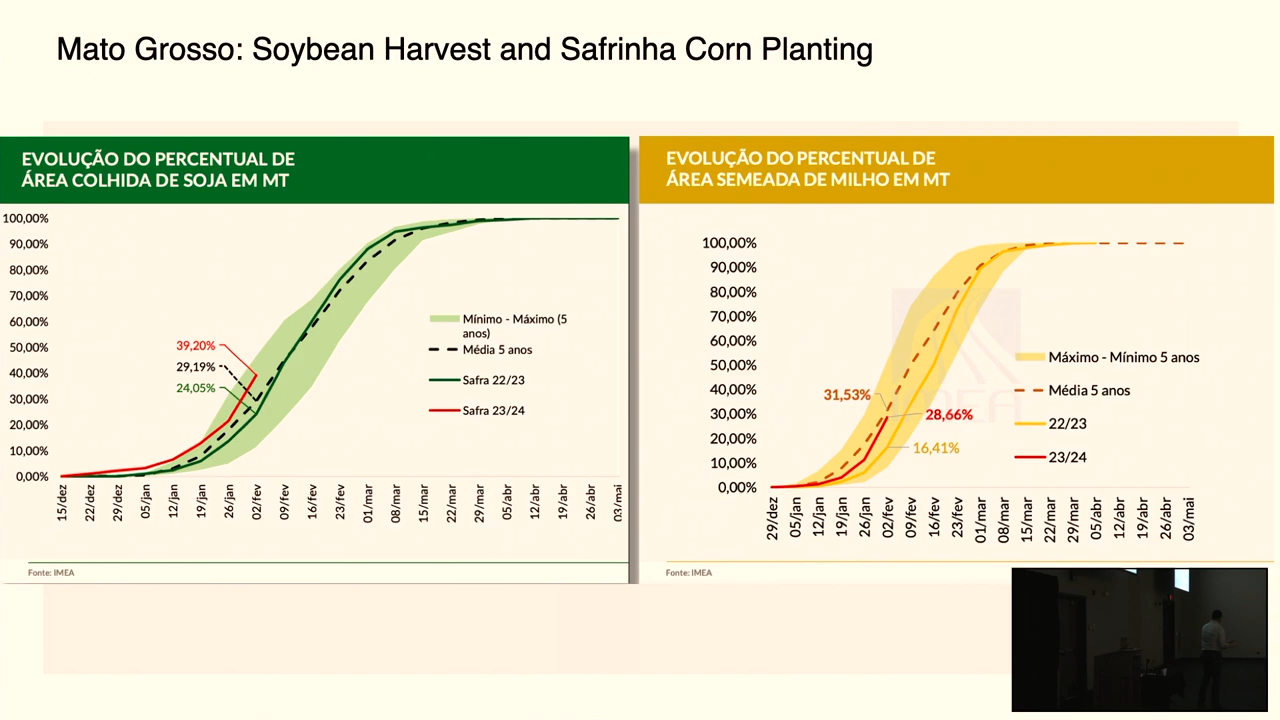 Mato Grosso: Soybean Harvest and Safrinha Corn Planting
EVOLUÇÃO DO PERCENTUAL DE
ÁREA COLHIDA DE SOJA EM MT
100,00%
90,00%
80,00%
70,00%
60,00%
50,00%
40,00%
30,00%
20,00%
10,00%
0,00%
39,20%
29,19%
24,05%
Mínimo - Máximo (5
anos)
Média 5 anos
Safra 22/23
Safra 23/24
15/dez
22/dez
29/dez
05/jan
12/jan
19/jan
26/jan
02/fev
09/fev
16/fev
23/fev
01/mar
08/mar
15/mar
22/mar
29/mar
05/abr
12/abr
19/abr
26/abr
03/mai
Fonte: IMEA
EVOLUÇÃO DO PERCENTUAL DE
ÁREA SEMEADA DE MILHO EM MT
100,00%
90,00%
80,00%
70,00%
60,00%
50,00%
40,00%
30,00%
20,00%
10,00%
0,00%
31,53%
28,66%
16,41%
Máximo - Mínimo 5 anos
Média 5 anos
22/23
23/24
29/dez
05/jan
12/jan
19/jan
26/jan
02/fev
09/fev
16/fev
23/fev
01/mar
08/mar
15/mar
22/mar
29/mar
05/abr
12/abr
19/abr
26/abr
03/mai
Fonte: IMEA